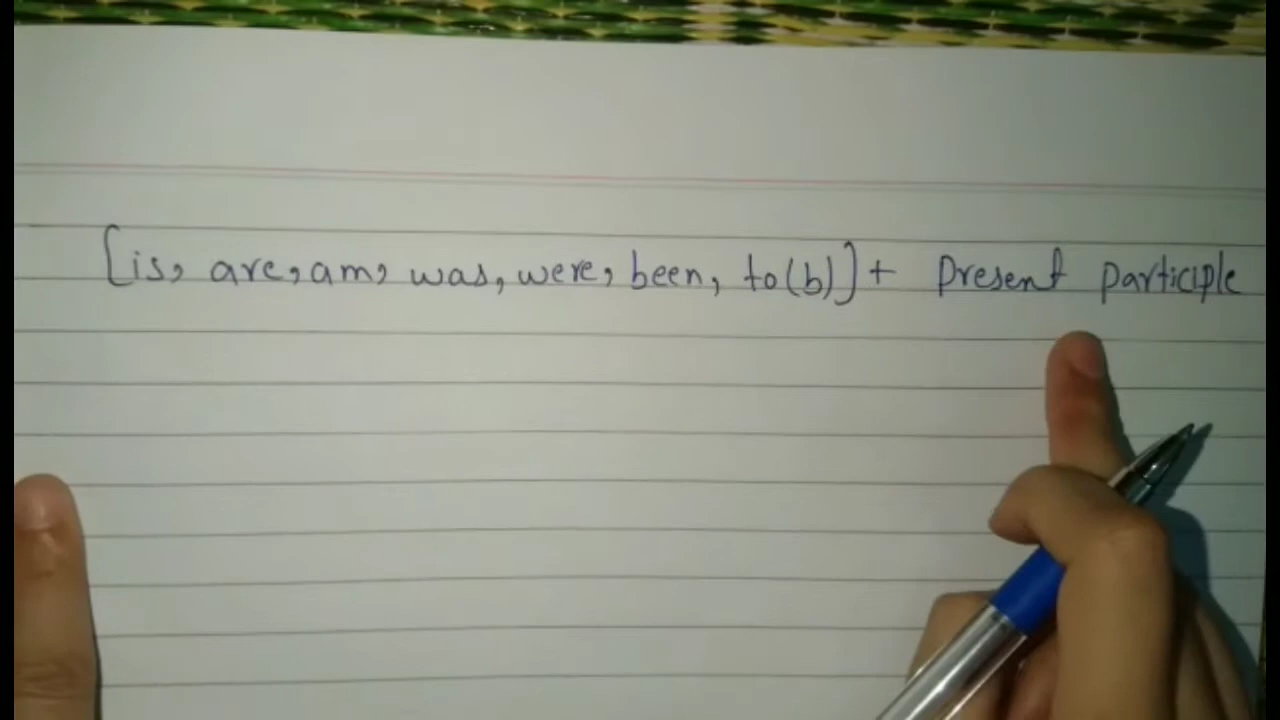 [is, are, am, was, were, been, to(b)] + Present participle